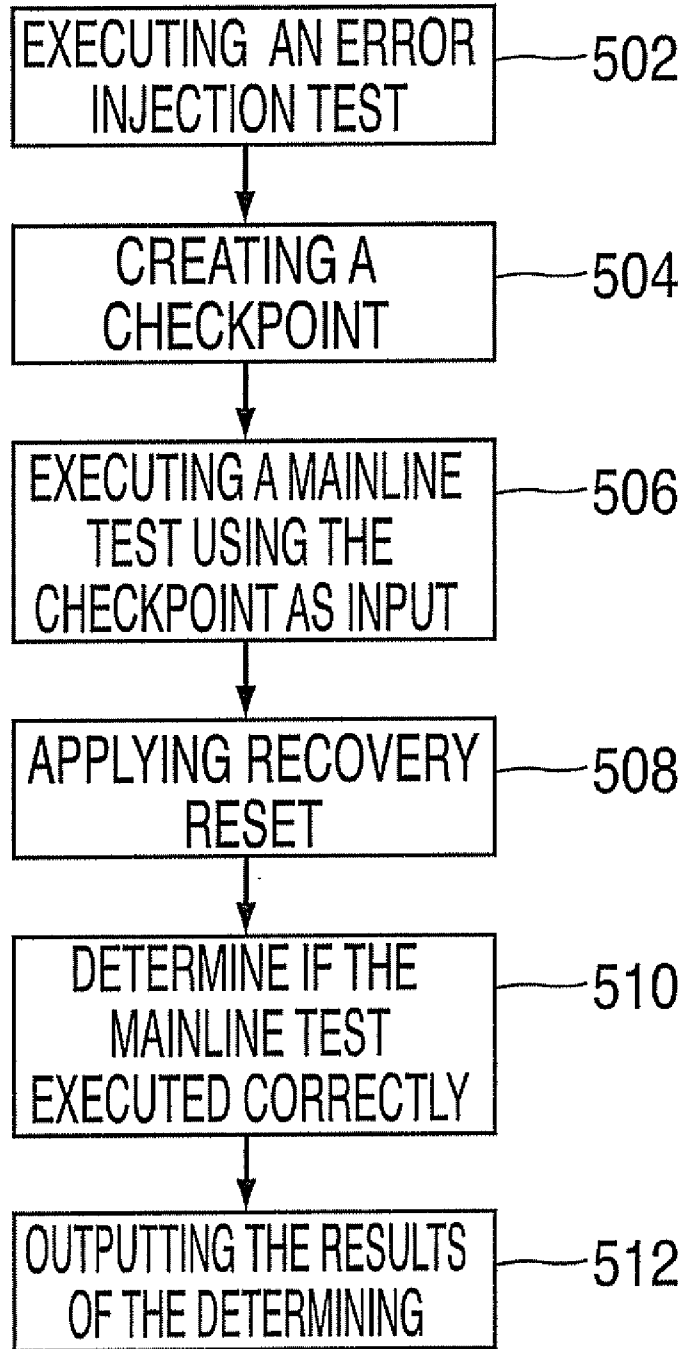 EXECUTING AN ERROR
INJECTION TEST
502
CREATING A
CHECKPOINT
504
EXECUTING A MAINLINE
TEST USING THE
CHECKPOINT AS INPUT
506
APPLYING RECOVERY
RESET
508
DETERMINE IF THE
MAINLINE TEST
EXECUTED CORRECTLY
510
OUTPUTTING THE RESULTS
OF THE DETERMINING
512